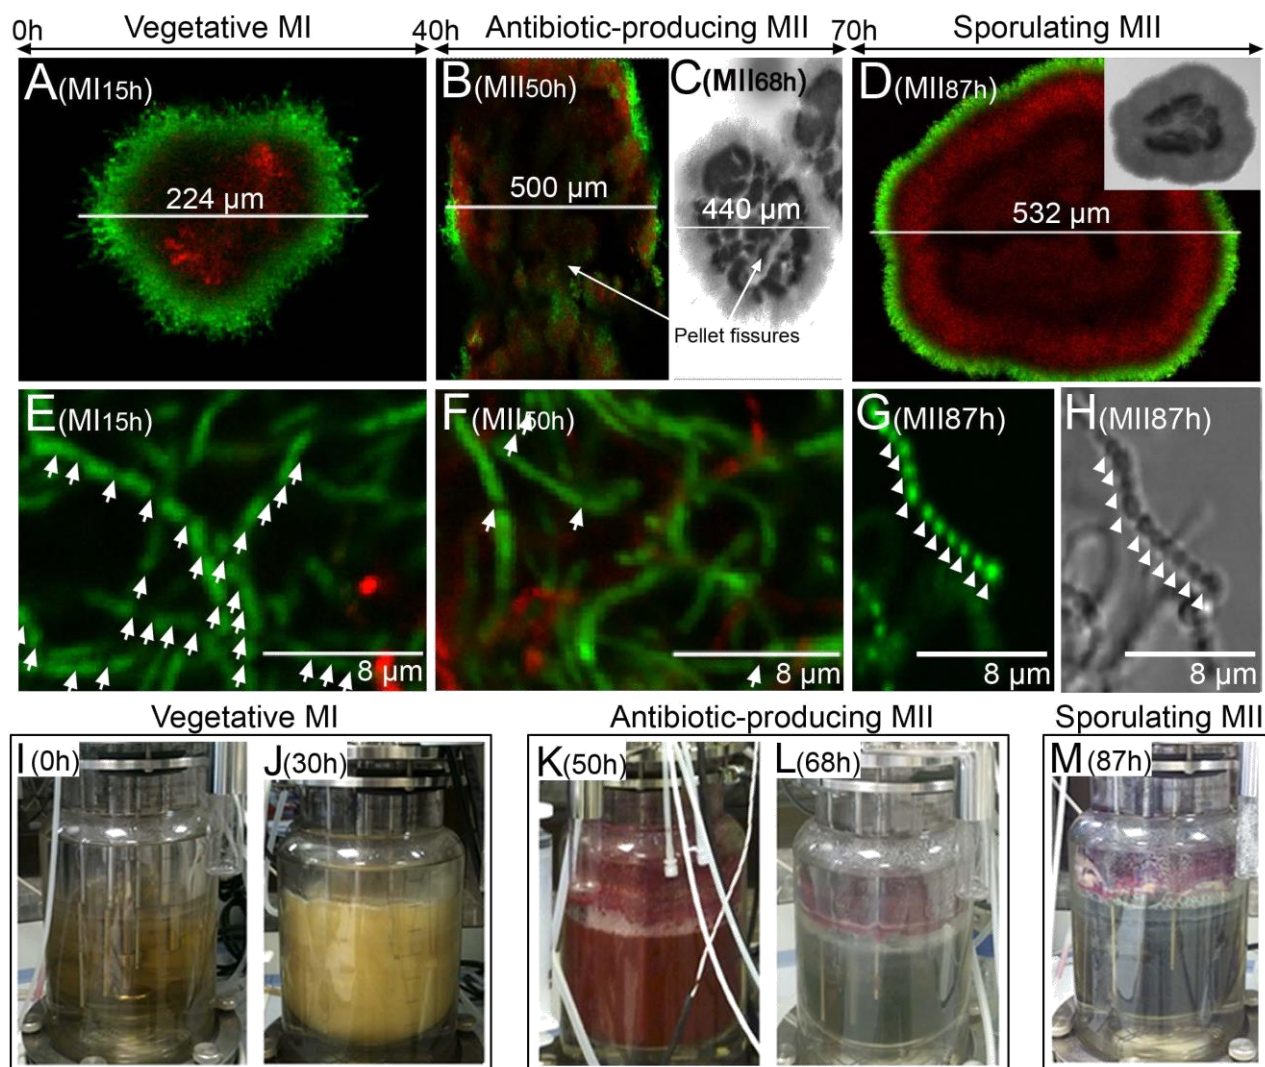 0h Vegetative MI 40h Antibiotic-producing MII 70h Sporulating MII
A(MI15h)
224 µm
B(MII50h)
500 µm
C(MII68h)
440 µm
Pellet fissures
D(MII87h)
532 µm
E(MI15h)
8 µm
F(MII50h)
8 µm
G(MII87h)
8 µm
H(MII87h)
8 µm
Vegetative MI Antibiotic-producing MII Sporulating MII
I(0h)
J(30h)
K(50h)
L(68h)
M(87h)